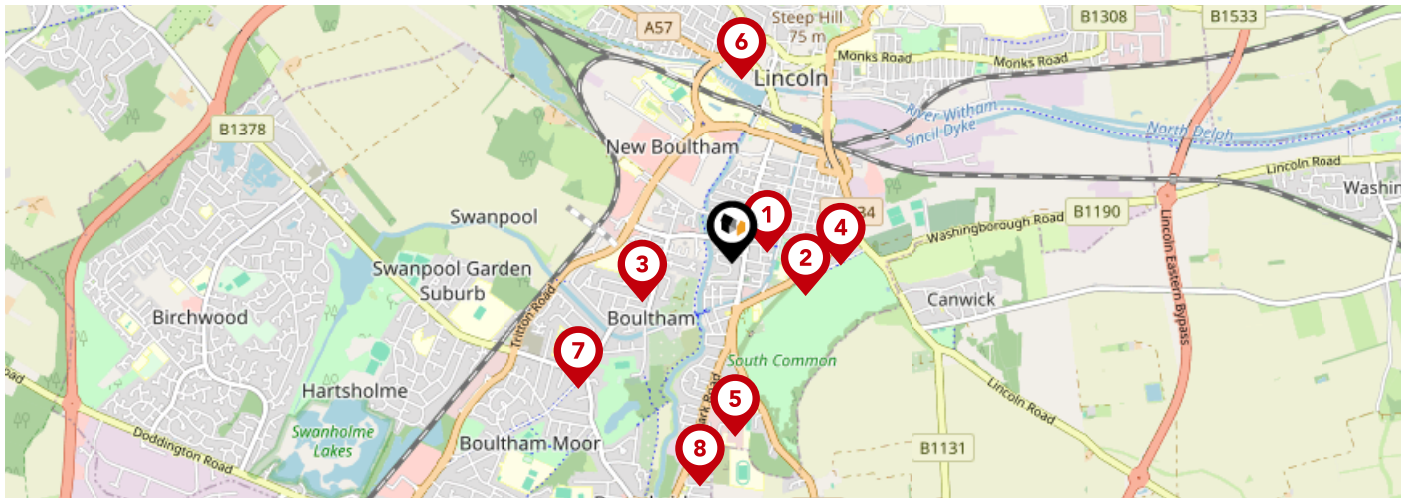 A57
Steep Hill
75 m
B1308
B1533
6
Lincoln
Monks Road
Monks Road
B1378
River Witham
Sincil Dyke
North Delph
New Boultham
Lincoln Road
Swanpool
1
34
4
B1190
Washingborough Road
Lincoln Eastern Bypass
3
2
Swanpool Garden
Suburb
Canwick
Birchwood
Tritton Road
Boultham
7
South Common
Hartsholme
5
Lincoln Road
Swanholme
Lakes
Doddington Road
Boultham Moor
8
B1131